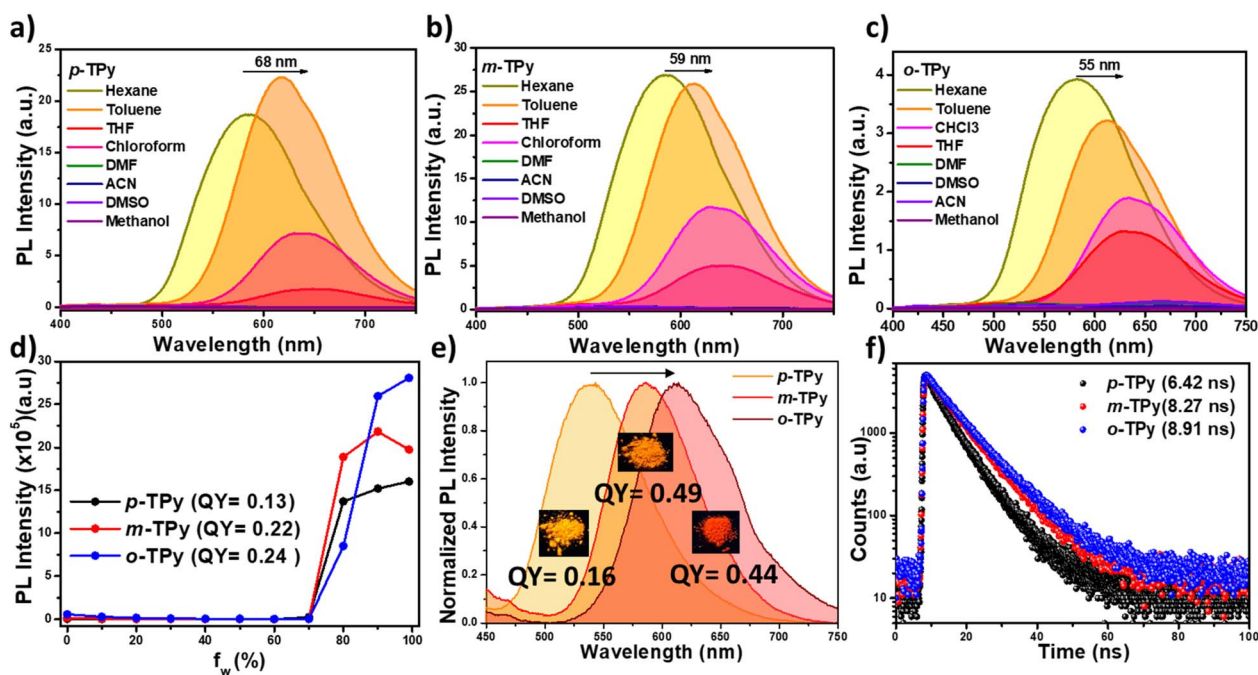 a)
p-TPy
Hexane
Toluene
THF
Chloroform
DMF
ACN
DMSO
Methanol
68 nm
PL Intensity (a.u.)
25
20
15
10
5
0
400
500
600
700
Wavelength (nm)
b)
m-TPy
Hexane
Toluene
THF
Chloroform
DMF
ACN
DMSO
Methanol
59 nm
PL Intensity (a.u.)
30
25
20
15
10
5
0
400
500
600
700
Wavelength (nm)
c)
o-TPy
Hexane
Toluene
CHCl3
THF
DMF
DMSO
ACN
Methanol
55 nm
PL Intensity (a.u.)
4
3
2
1
0
400
450
500
550
600
650
700
750
Wavelength (nm)
d)
PL Intensity (x10⁵)(a.u)
30
25
20
15
10
5
0
p-TPy (QY= 0.13)
m-TPy (QY= 0.22)
o-TPy (QY= 0.24 )
0
10
20
30
40
50
60
70
80
90
100
fw (%)
e)
p-TPy
m-TPy
o-TPy
Normalized PL Intensity
1.0
0.8
0.6
0.4
0.2
0.0
QY= 0.49
QY= 0.16
QY= 0.44
450
500
550
600
650
700
750
Wavelength (nm)
f)
p-TPy (6.42 ns)
m-TPy(8.27 ns)
o-TPy (8.91 ns)
Counts (a.u)
1000
100
10
0
20
40
60
80
100
Time (ns)